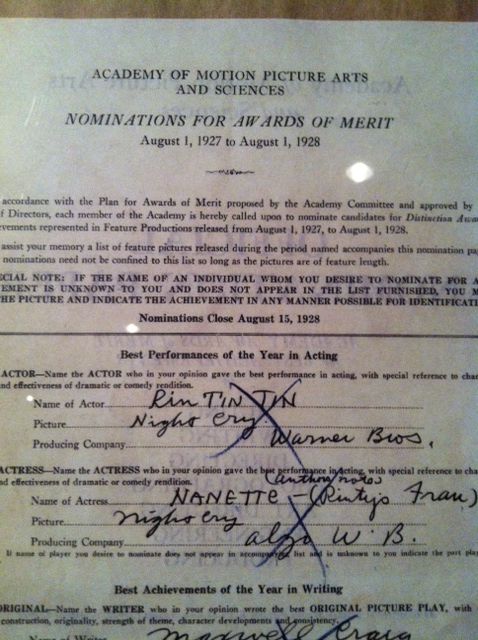 ACADEMY OF MOTION PICTURE ARTS
AND SCIENCES
NOMINATIONS FOR AWARDS OF MERIT
August 1, 1927 to August 1, 1928
accordance with the Plan for Awards of Merit proposed by the Academy Committee and approved by
of Directors, each member of the Academy is hereby called upon to nominate candidates for Distinction Awa
evements represented in Feature Productions released from August 1, 1927, to August 1, 1928.
assist your memory a list of feature pictures released during the period named accompanies this nomination pa
nominations need not be confined to this list so long as the pictures are of feature length.
ECIAL NOTE: IF THE NAME OF AN INDIVIDUAL WHOM YOU DESIRE TO NOMINATE FOR A
EMENT IS UNKNOWN TO YOU AND DOES NOT APPEAR IN THE LIST FURNISHED, YOU M
THE PICTURE AND INDICATE THE ACHIEVEMENT IN ANY MANNER POSSIBLE FOR IDENTIFICATI
Nominations Close August 15, 1928
Best Performances of the Year in Acting
ACTOR—Name the ACTOR who in your opinion gave the best performance in acting, with special reference to char
and effectiveness of dramatic or comedy rendition.
Name of Actor Rin TIN TIN
Picture Night Cry
Producing Company Warner Bros.
ACTRESS—Name the ACTRESS who in your opinion gave the best performance in acting, with special reference to cha
and effectiveness of dramatic or comedy rendition.
Name of Actress NANETTE – (Rinty's Frau)
Picture Night Cry
Producing Company also W. B.
If name of player you desire to nominate does not appear in accompanying list and is unknown to you indicate the part play
Best Achievements of the Year in Writing
ORIGINAL—Name the WRITER who in your opinion wrote the best ORIGINAL PICTURE PLAY, with
construction, originality, strength of theme, character developments and consistency.
Name of Writer